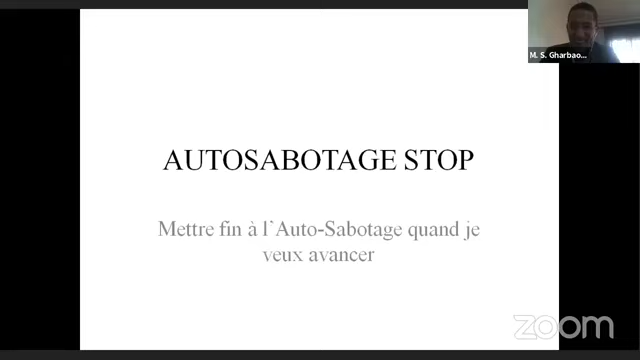 M. S. Gharbao...
AUTOSABOTAGE STOP
Mettre fin à l'Auto-Sabotage quand je
veux avancer
zoom